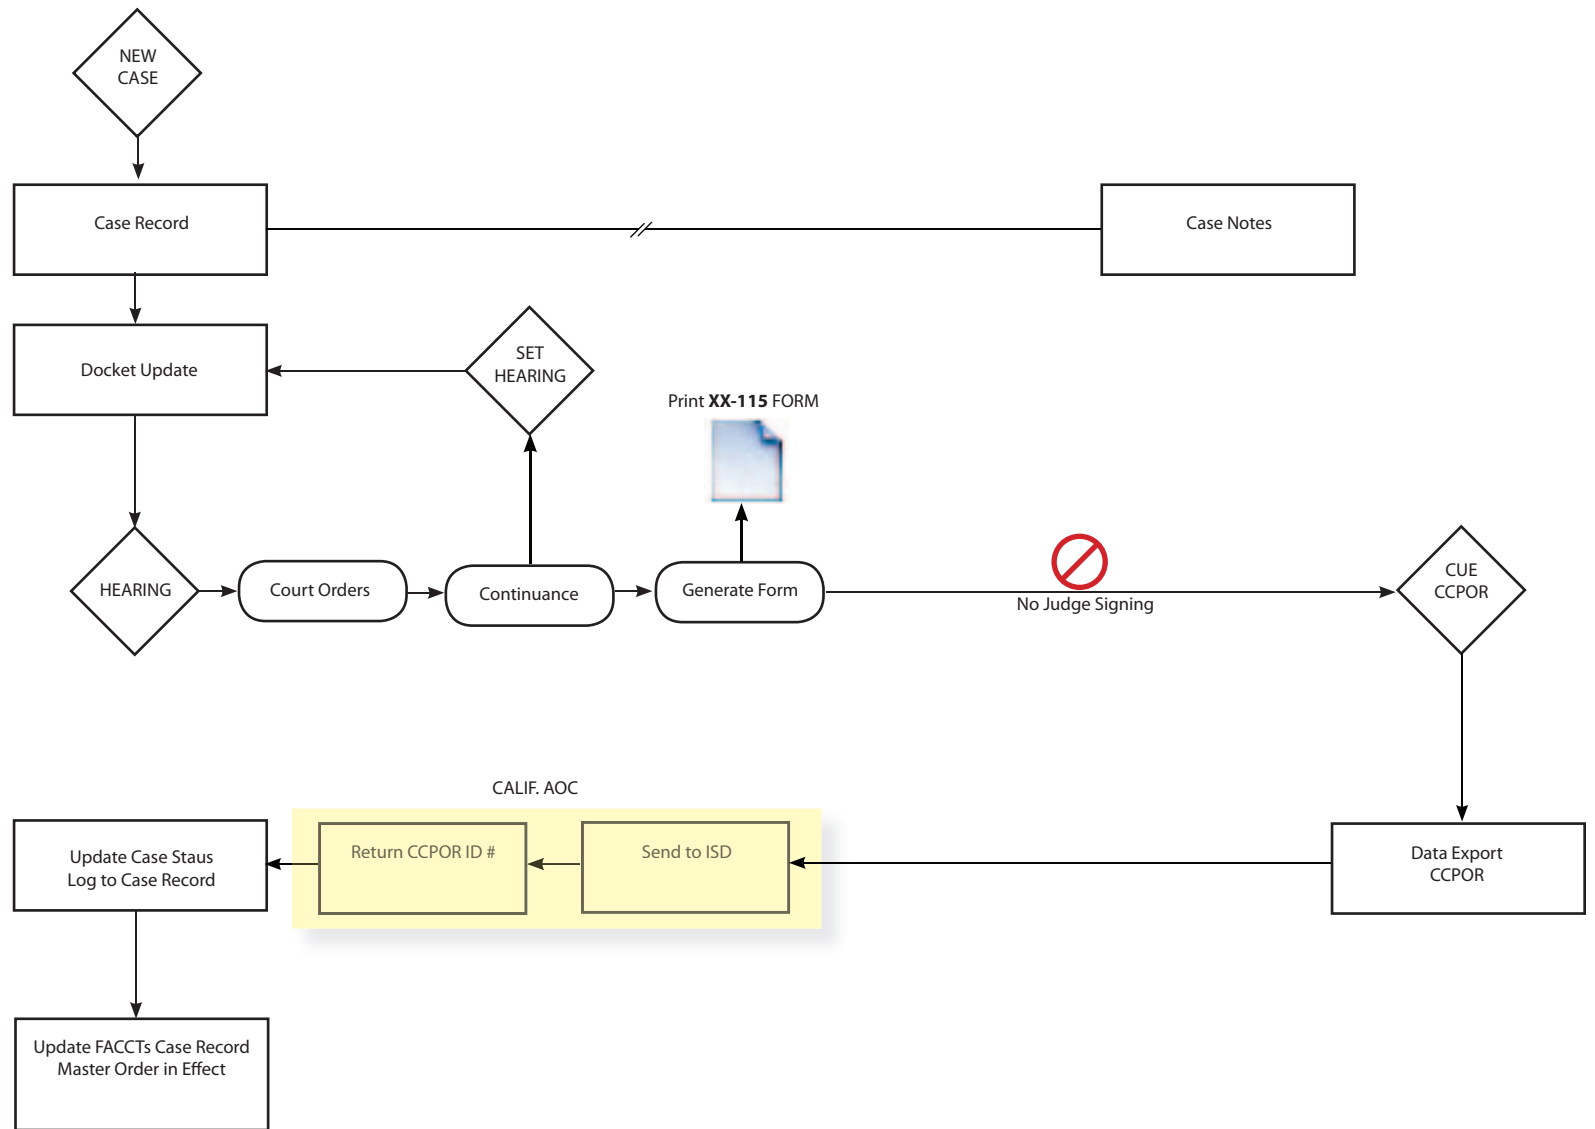 NEW
CASE
Case Record
Case Notes
Docket Update
SET
HEARING
Print XX-115 FORM
HEARING
Court Orders
Continuance
Generate Form
No Judge Signing
CUE
CCPOR
CALIF. AOC
Update Case Staus
Log to Case Record
Return CCPOR ID #
Send to ISD
Data Export
CCPOR
Update FACCTs Case Record
Master Order in Effect